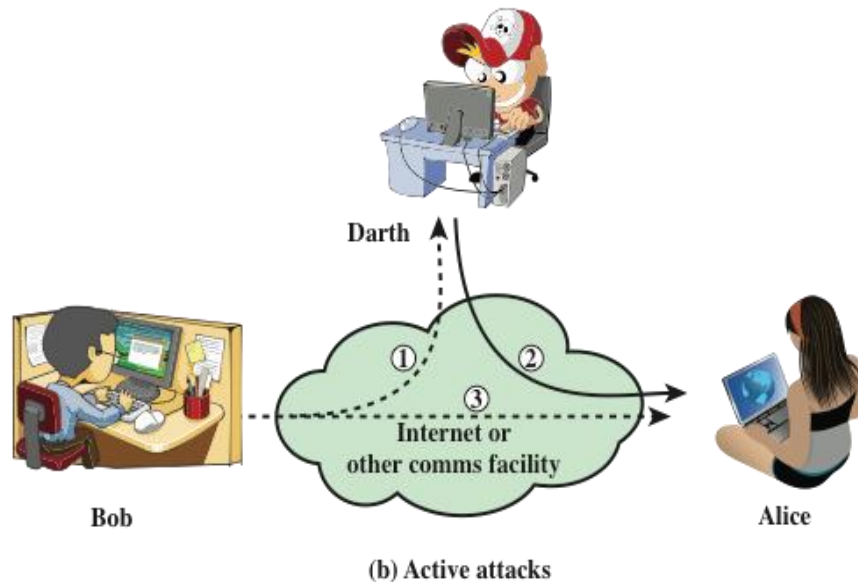 Darth
1
2
3
Internet or
other comms facility
Bob
Alice
(b) Active attacks